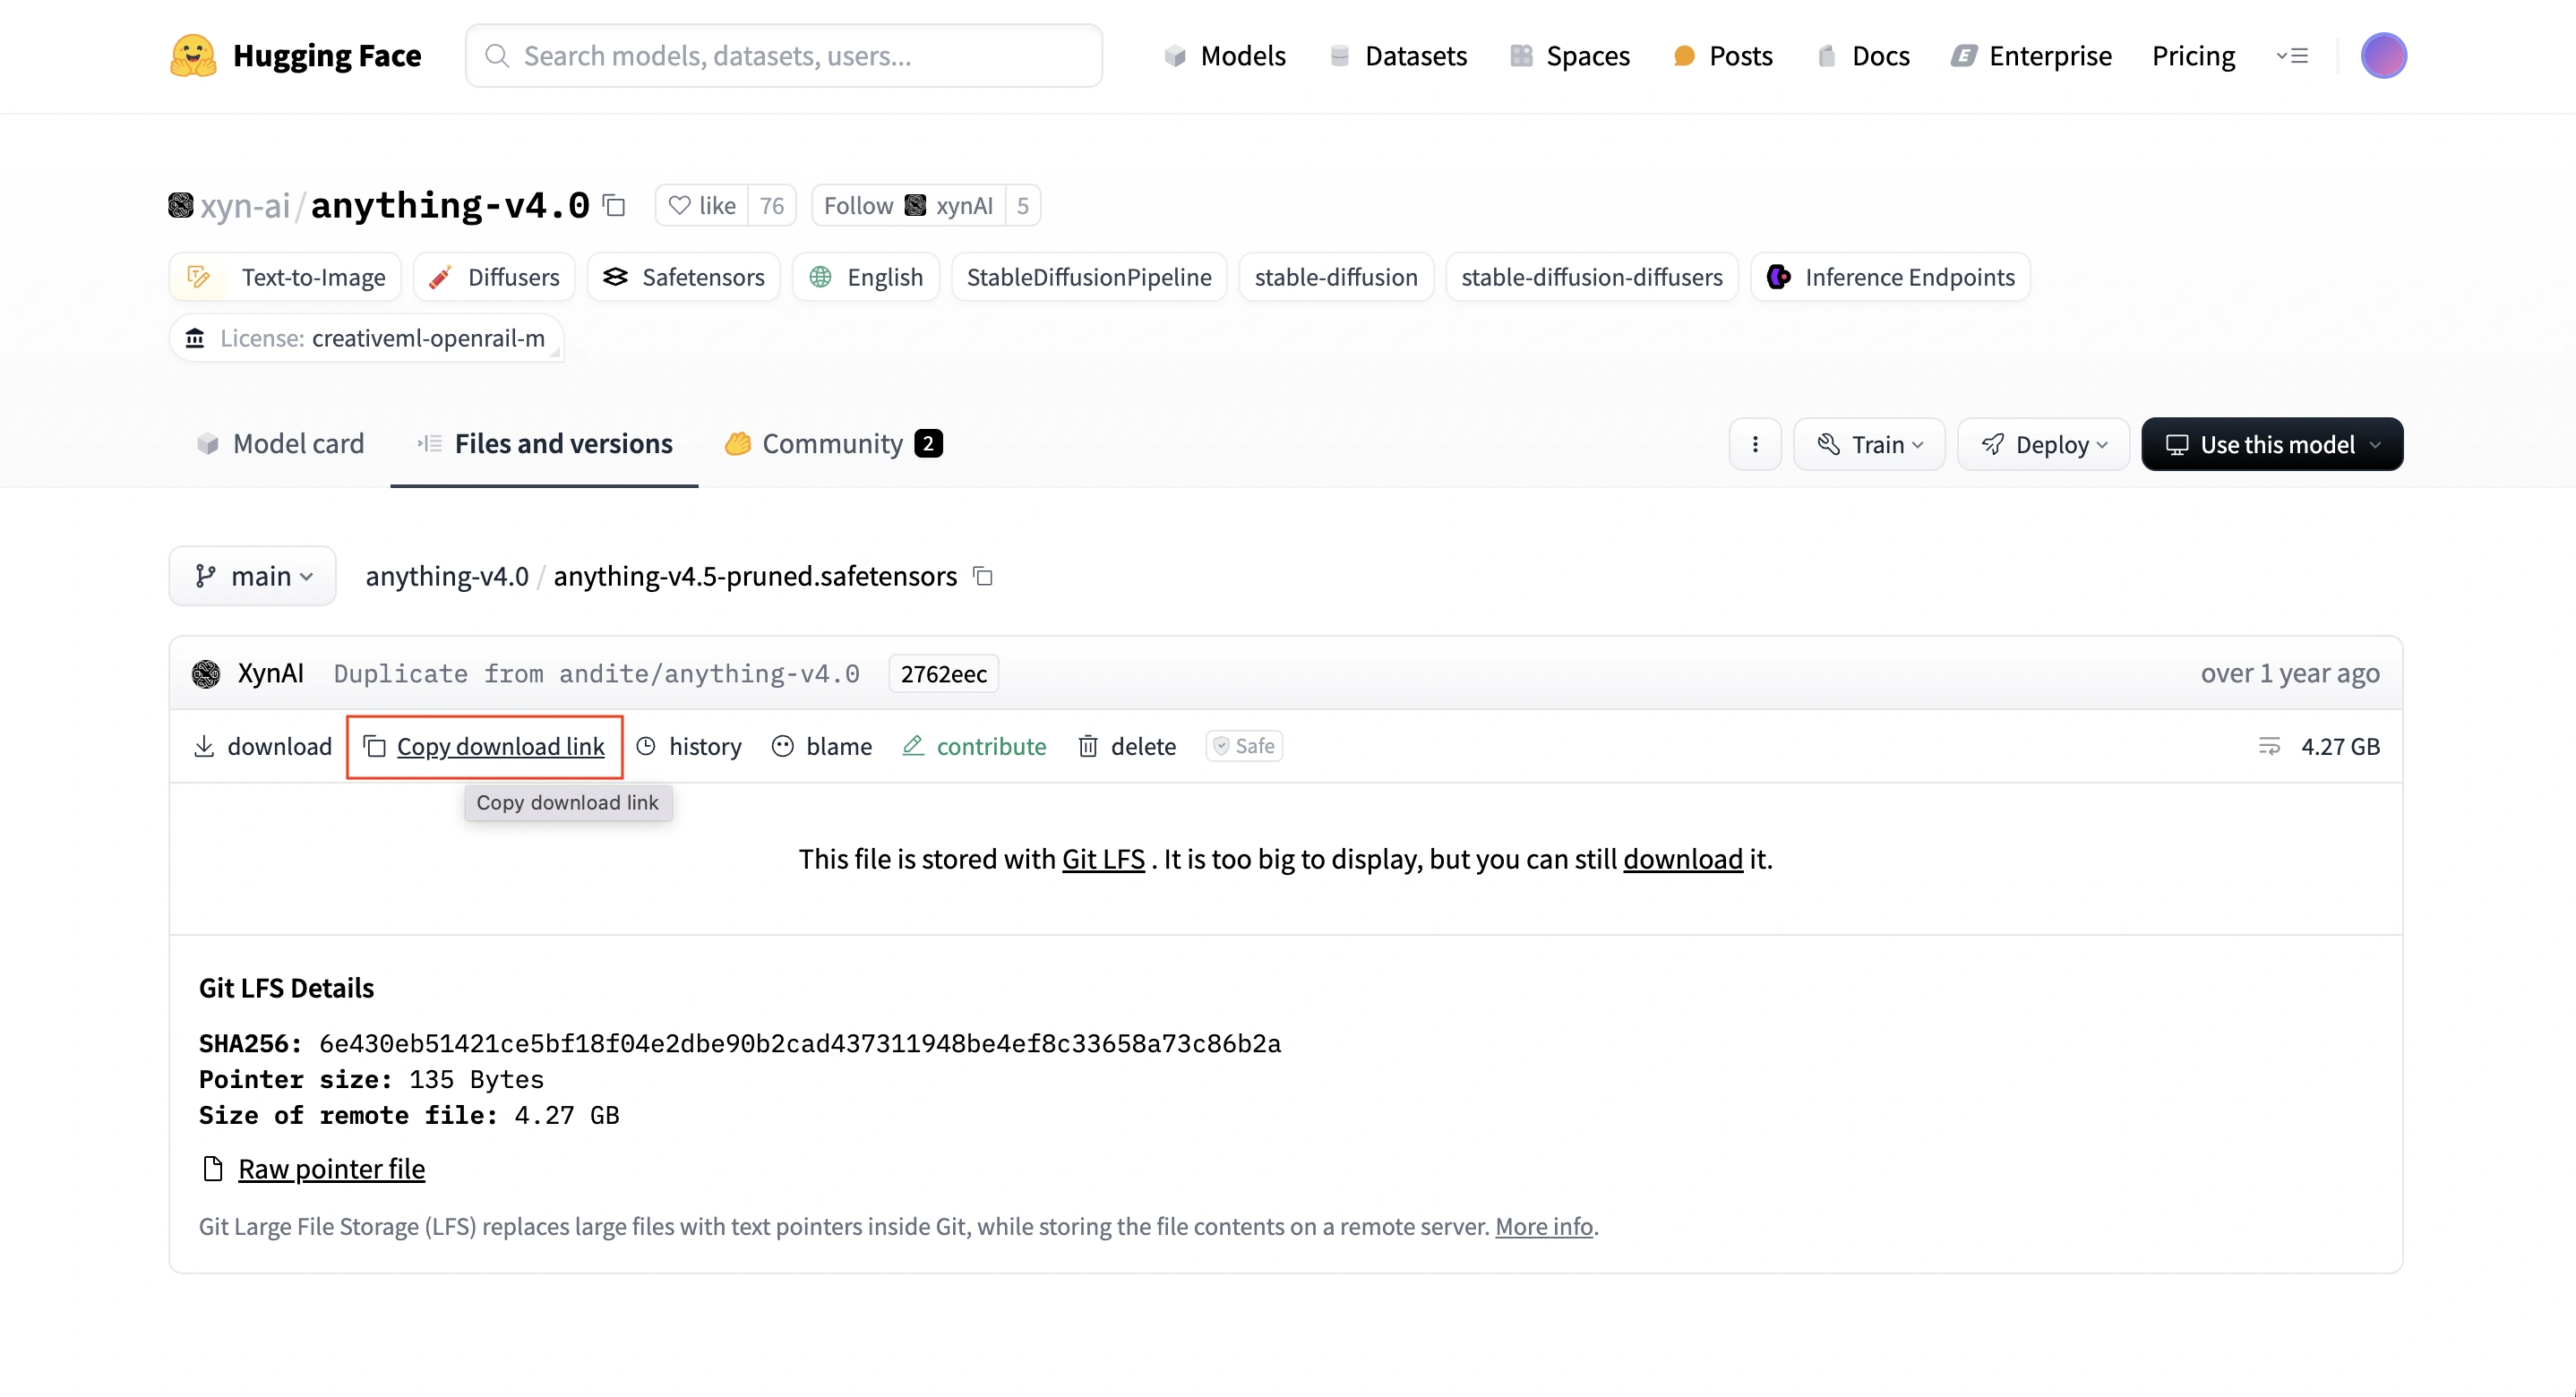 Hugging Face Search models, datasets, users... Models Datasets Spaces Posts Docs Enterprise Pricing
xyn-ai/anything-v4.0 like 76 Follow xynAI 5
Text-to-Image Diffusers Safetensors English StableDiffusionPipeline stable-diffusion stable-diffusion-diffusers Inference Endpoints
License: creativeml-openrail-m
Model card Files and versions Community 2 Train Deploy Use this model
main anything-v4.0 / anything-v4.5-pruned.safetensors
XynAI Duplicate from andite/anything-v4.0 2762eec over 1 year ago
download Copy download link history blame contribute delete Safe 4.27 GB
Copy download link
This file is stored with Git LFS . It is too big to display, but you can still download it.
Git LFS Details
SHA256: 6e430eb51421ce5bf18f04e2dbe90b2cad437311948be4ef8c33658a73c86b2a
Pointer size: 135 Bytes
Size of remote file: 4.27 GB
Raw pointer file
Git Large File Storage (LFS) replaces large files with text pointers inside Git, while storing the file contents on a remote server. More info.